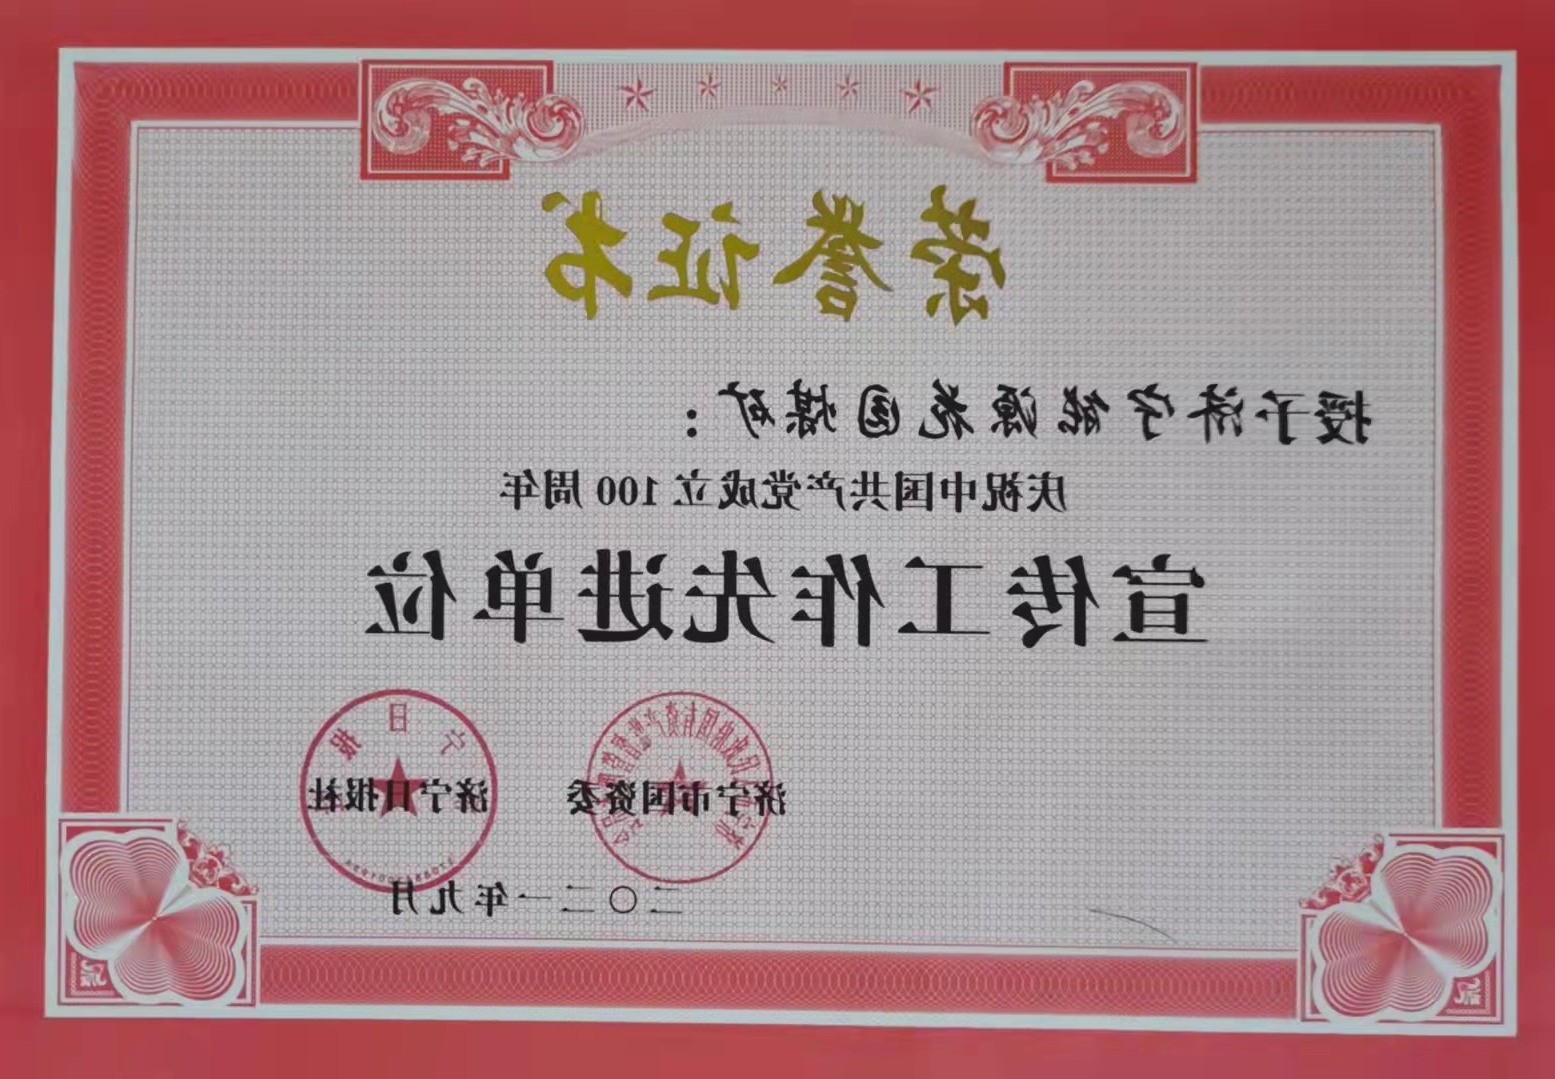 荣誉证书
授予济宁能源花园煤矿：
庆祝中国共产党成立100周年
宣传工作先进单位
济宁市国资委 济宁日报社
二〇二一年九月